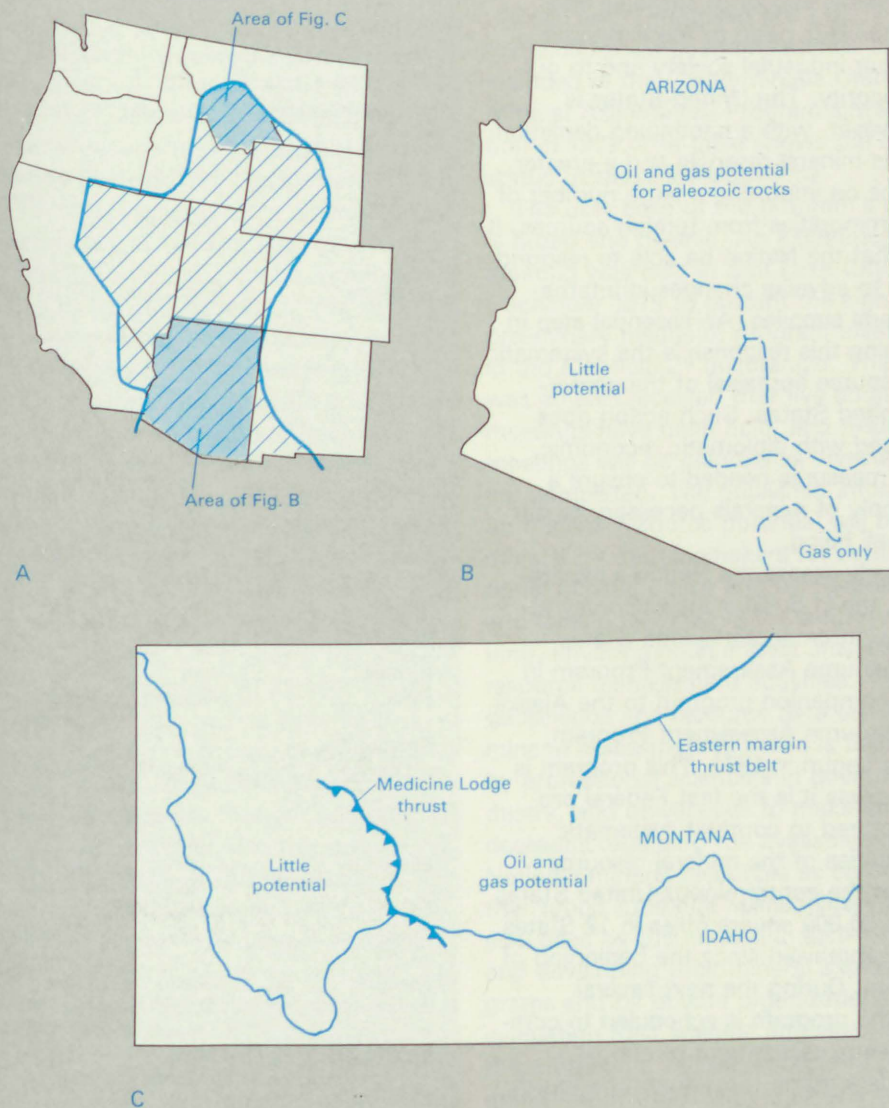 Area of Fig. C
Area of Fig. B
A
ARIZONA
Oil and gas potential
for Paleozoic rocks
Little
potential
Gas only
B
Medicine Lodge
thrust
Eastern margin
thrust belt
Little
potential
Oil and
gas potential
MONTANA
IDAHO
C